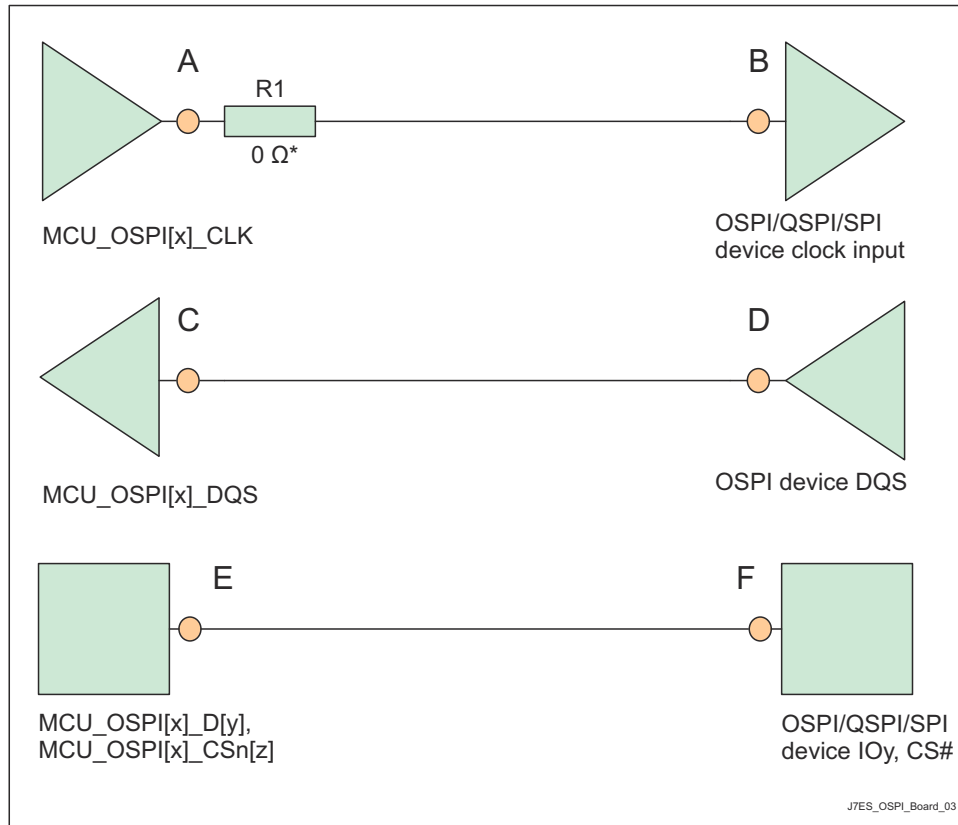 A
R1
B
0 Ω*
MCU_OSPI[x]_CLK
OSPI/QSPI/SPI
device clock input
C
D
MCU_OSPI[x]_DQS
OSPI device DQS
E
F
MCU_OSPI[x]_D[y],
MCU_OSPI[x]_CSn[z]
OSPI/QSPI/SPI
device IOy, CS#
J7ES_OSPI_Board_03